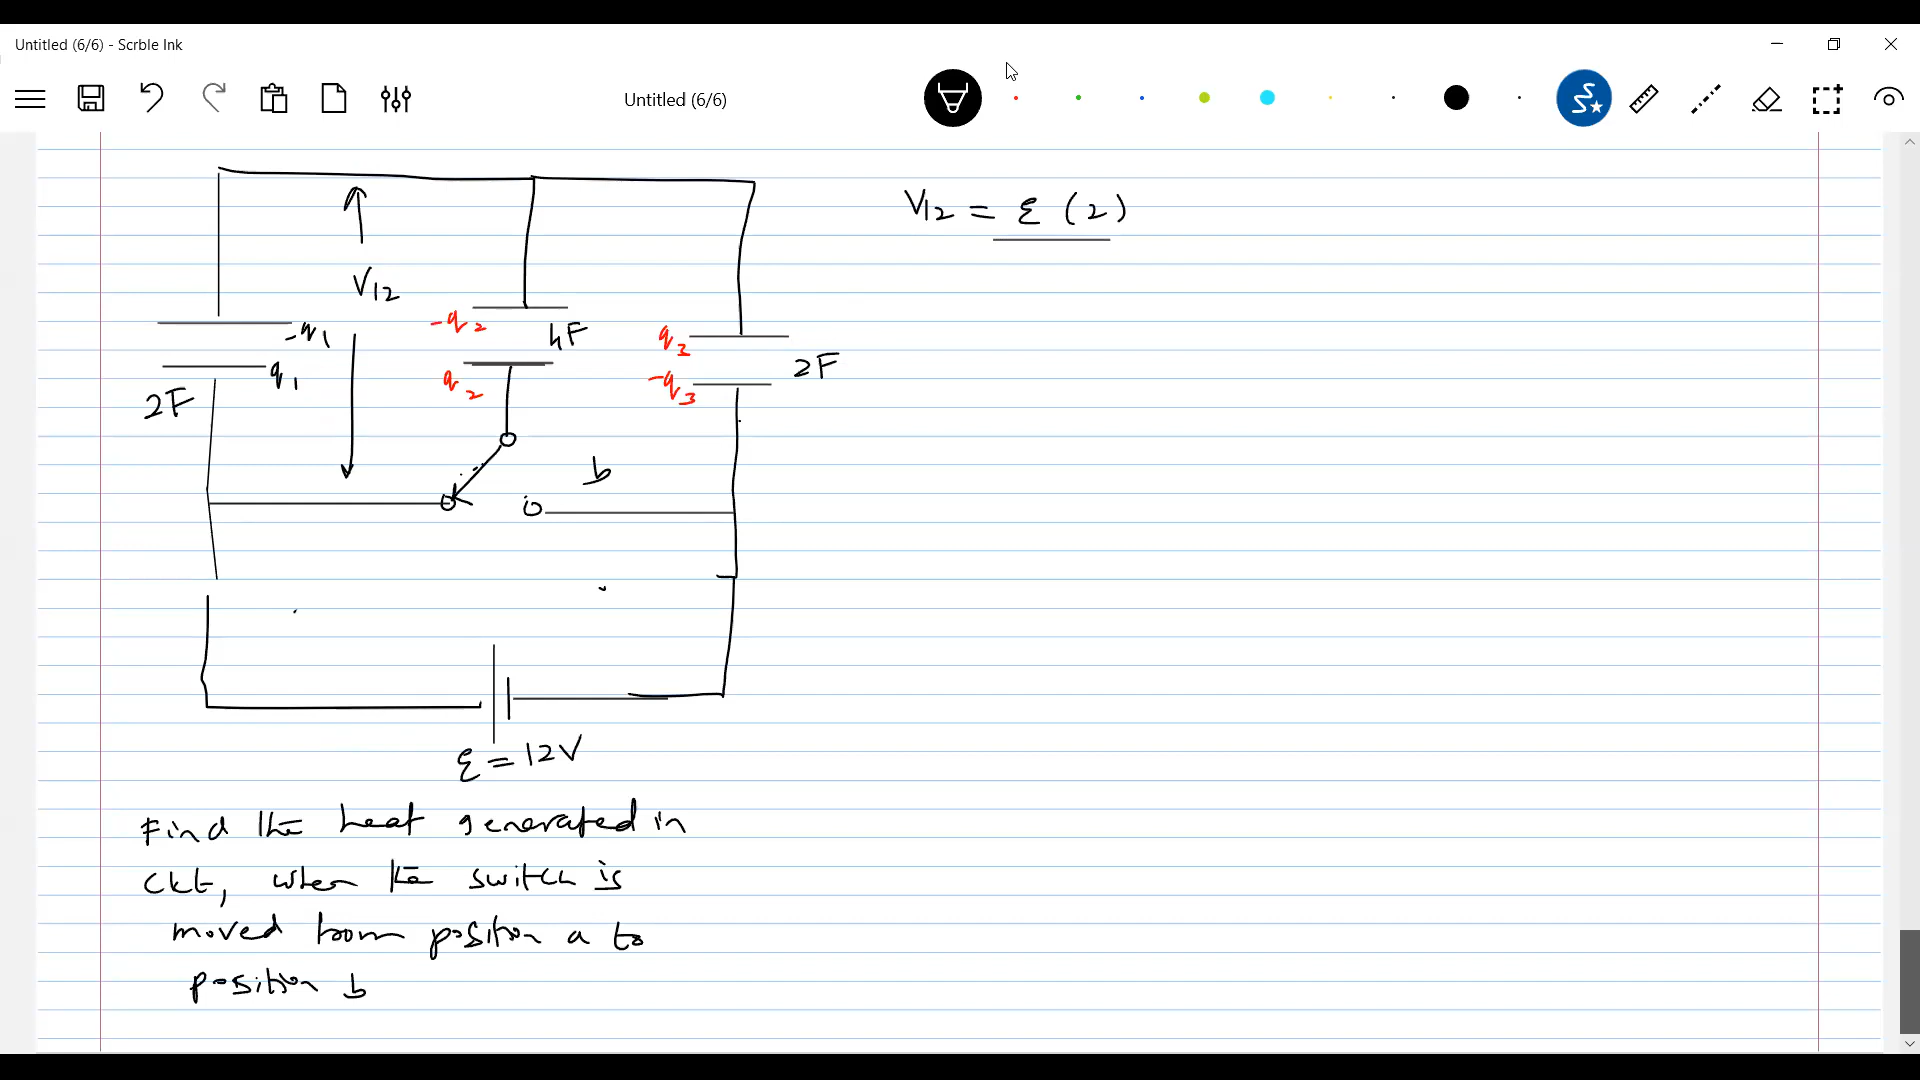 Untitled (6/6) - Scrble Ink
Untitled (6/6)
V12 = ε (2)
V12
-q1
q1
2F
-q2
4F
q2
q3
-q3
2F
b
ε = 12V
Find the heat generated in
ckt, when the switch is
moved from position a to
position b